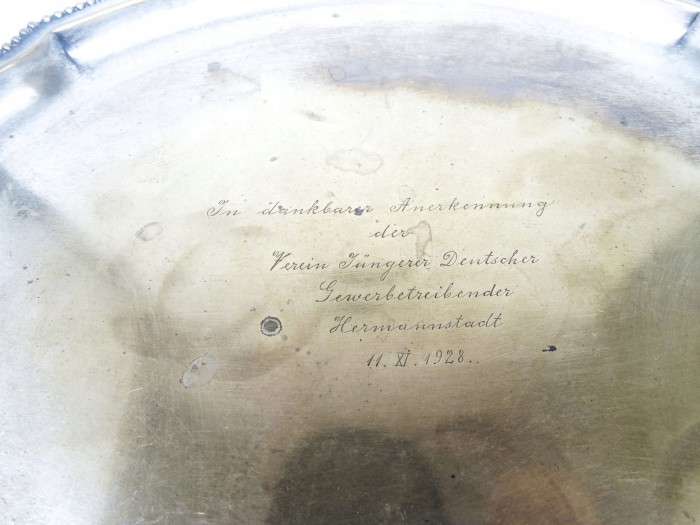 In dankbarer Anerkennung
der
Verein Jüngerer Deutscher
Gewerbetreibender
Hermannstadt
11. XI. 1928.